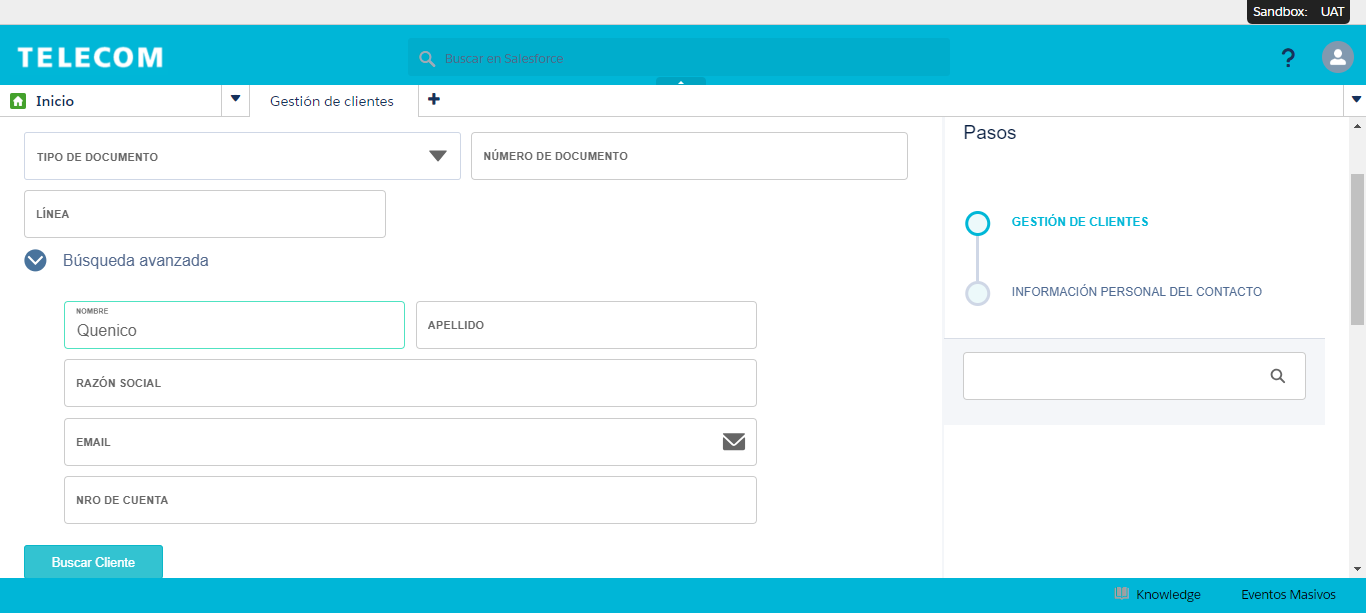 Sandbox: UAT
TELECOM
Buscar en Salesforce
?
Inicio
Gestión de clientes
TIPO DE DOCUMENTO
NÚMERO DE DOCUMENTO
LÍNEA
Búsqueda avanzada
NOMBRE
Quenico
APELLIDO
RAZÓN SOCIAL
EMAIL
NRO DE CUENTA
Buscar Cliente
Pasos
GESTIÓN DE CLIENTES
INFORMACIÓN PERSONAL DEL CONTACTO
Knowledge
Eventos Masivos